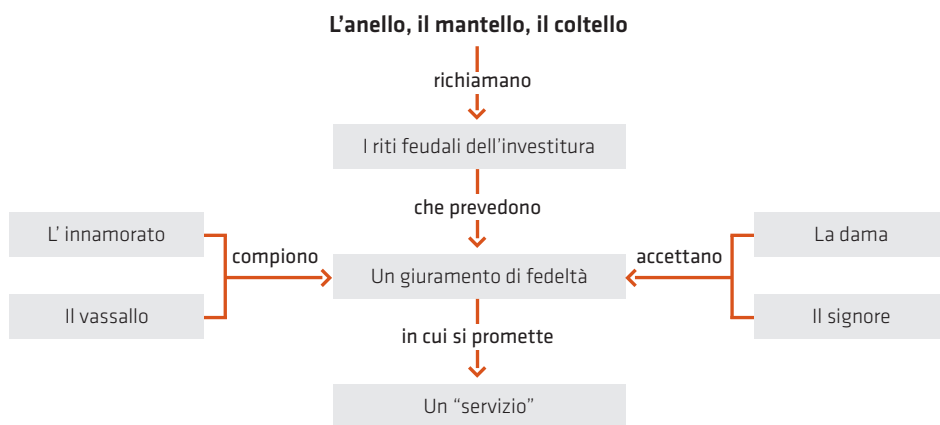 L'anello, il mantello, il coltello
richiamano
I riti feudali dell'investitura
che prevedono
L' innamorato
La dama
compiono
Un giuramento di fedeltà
accettano
Il vassallo
Il signore
in cui si promette
Un “servizio”